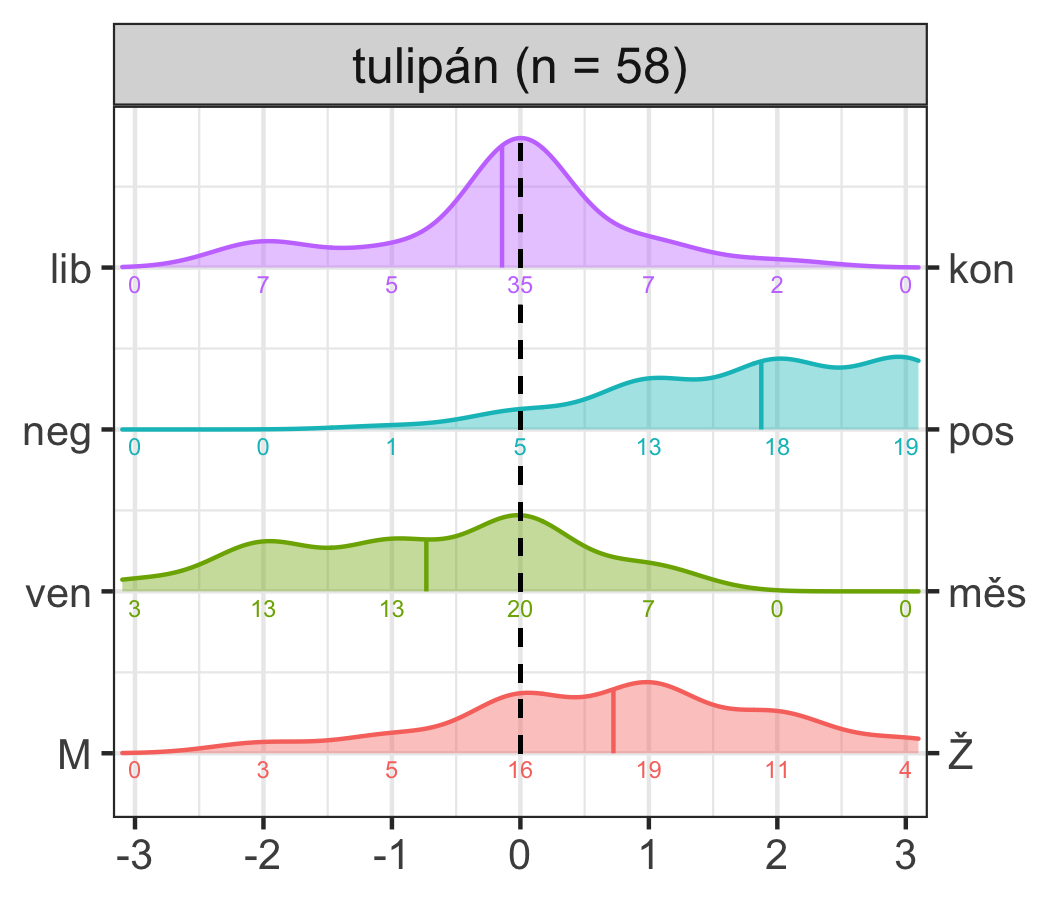 tulipán (n = 58)
lib kon
0 7 5 35 7 2 0
neg pos
0 0 1 5 13 18 19
ven měs
3 13 13 20 7 0 0
M Ž
0 3 5 16 19 11 4
-3 -2 -1 0 1 2 3